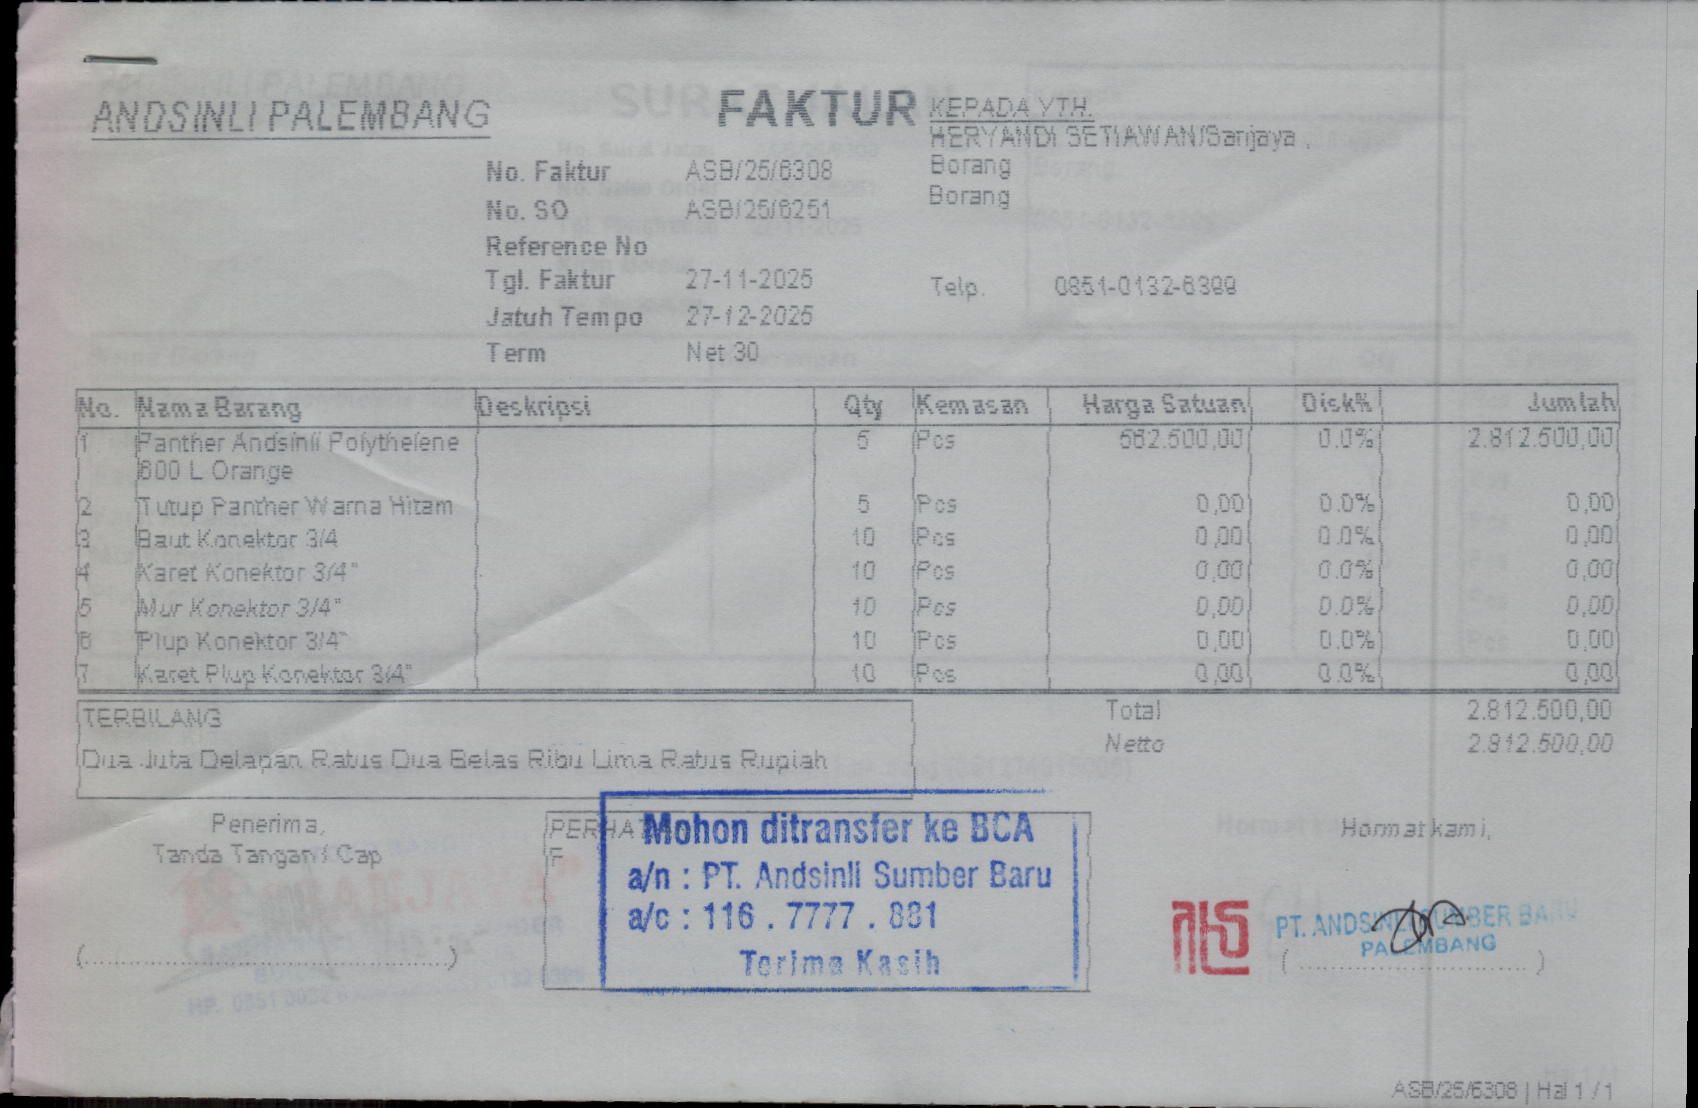 ANDSINLI PALEMBANG
FAKTUR
KEPADA YTH.
HERYANDI SETIAWAN/Sarijaya .
Borang
Borang
Telp. 0851-0132-6399
No. Faktur ASB/25/6308
No. SO ASB/25/6251
Reference No
Tgl. Faktur 27-11-2025
Jatuh Tempo 27-12-2025
Term Net 30
No. Nama Barang Deskripsi Qty Kemasan Harga Satuan Disk% Jumlah
1 Panther Andsinli Polythelene 5 Pcs 562.500,00 0.0% 2.812.500,00
600 L Orange
2 Tutup Panther Warna Hitam 5 Pcs 0,00 0.0% 0,00
3 Baut Konektor 3/4 10 Pcs 0,00 0.0% 0,00
4 Karet Konektor 3/4" 10 Pcs 0,00 0.0% 0,00
5 Mur Konektor 3/4" 10 Pcs 0,00 0.0% 0,00
6 Plup Konektor 3/4" 10 Pcs 0,00 0.0% 0,00
7 Karet Plup Konektor 3/4" 10 Pcs 0,00 0.0% 0,00
Total 2.812.500,00
Netto 2.812.500,00
TERBILANG
Dua Juta Delapan Ratus Dua Belas Ribu Lima Ratus Rupiah
Penerima,
Tanda Tangan / Cap
(....................................................)
PERHAT
F
Mohon ditransfer ke BCA
a/n : PT. Andsinli Sumber Baru
a/c : 116 . 7777 . 881
Terima Kasih
Hormat kami,
PT. ANDSINLI SUMBER BARU
PALEMBANG
(................................)
ASB/25/6308 | Hal 1 / 1